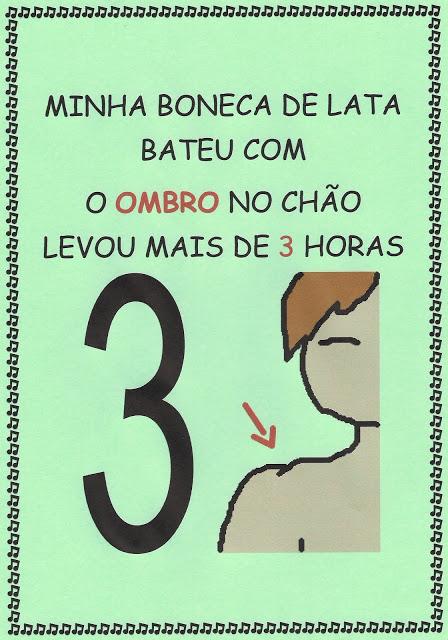 MINHA BONECA DE LATA
BATEU COM
O OMBRO NO CHÃO
LEVOU MAIS DE 3 HORAS
3